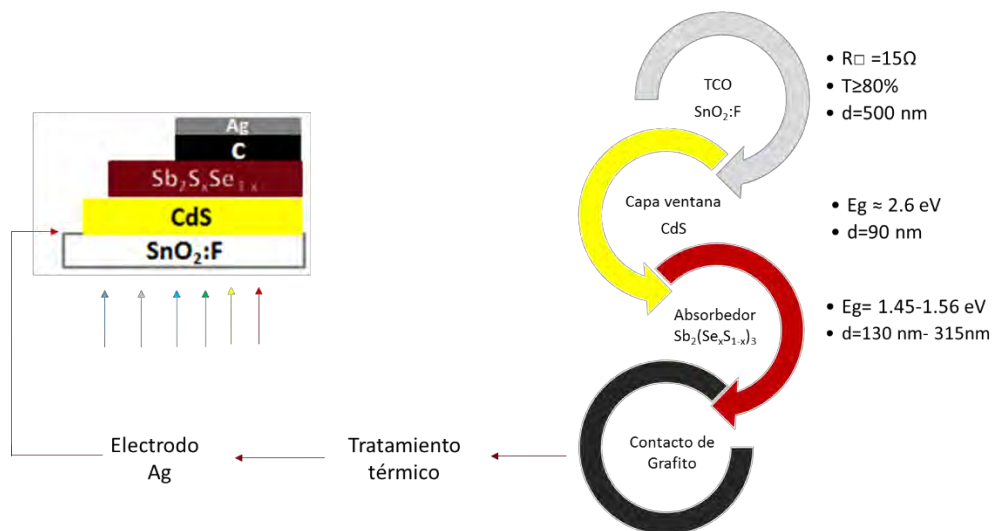 Ag
C
Sb₂SₓSe₁₋ₓ
CdS
SnO₂:F
TCO
SnO₂:F
• R□ =15Ω
• T≥80%
• d=500 nm
Capa ventana
CdS
• Eg ≈ 2.6 eV
• d=90 nm
Absorbedor
Sb₂(SeₓS₁₋ₓ)₃
• Eg= 1.45-1.56 eV
• d=130 nm- 315nm
Contacto de
Grafito
Tratamiento
térmico
Electrodo
Ag